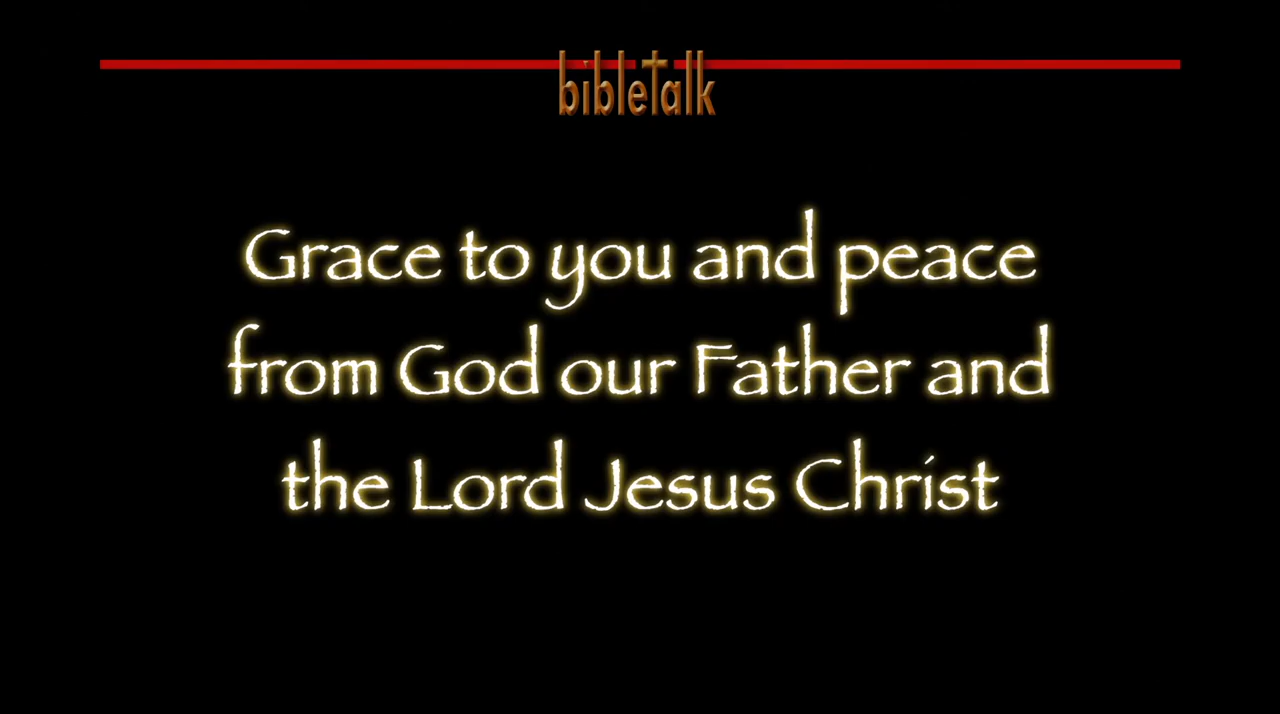 bibleTalk
Grace to you and peace
from God our Father and
the Lord Jesus Christ